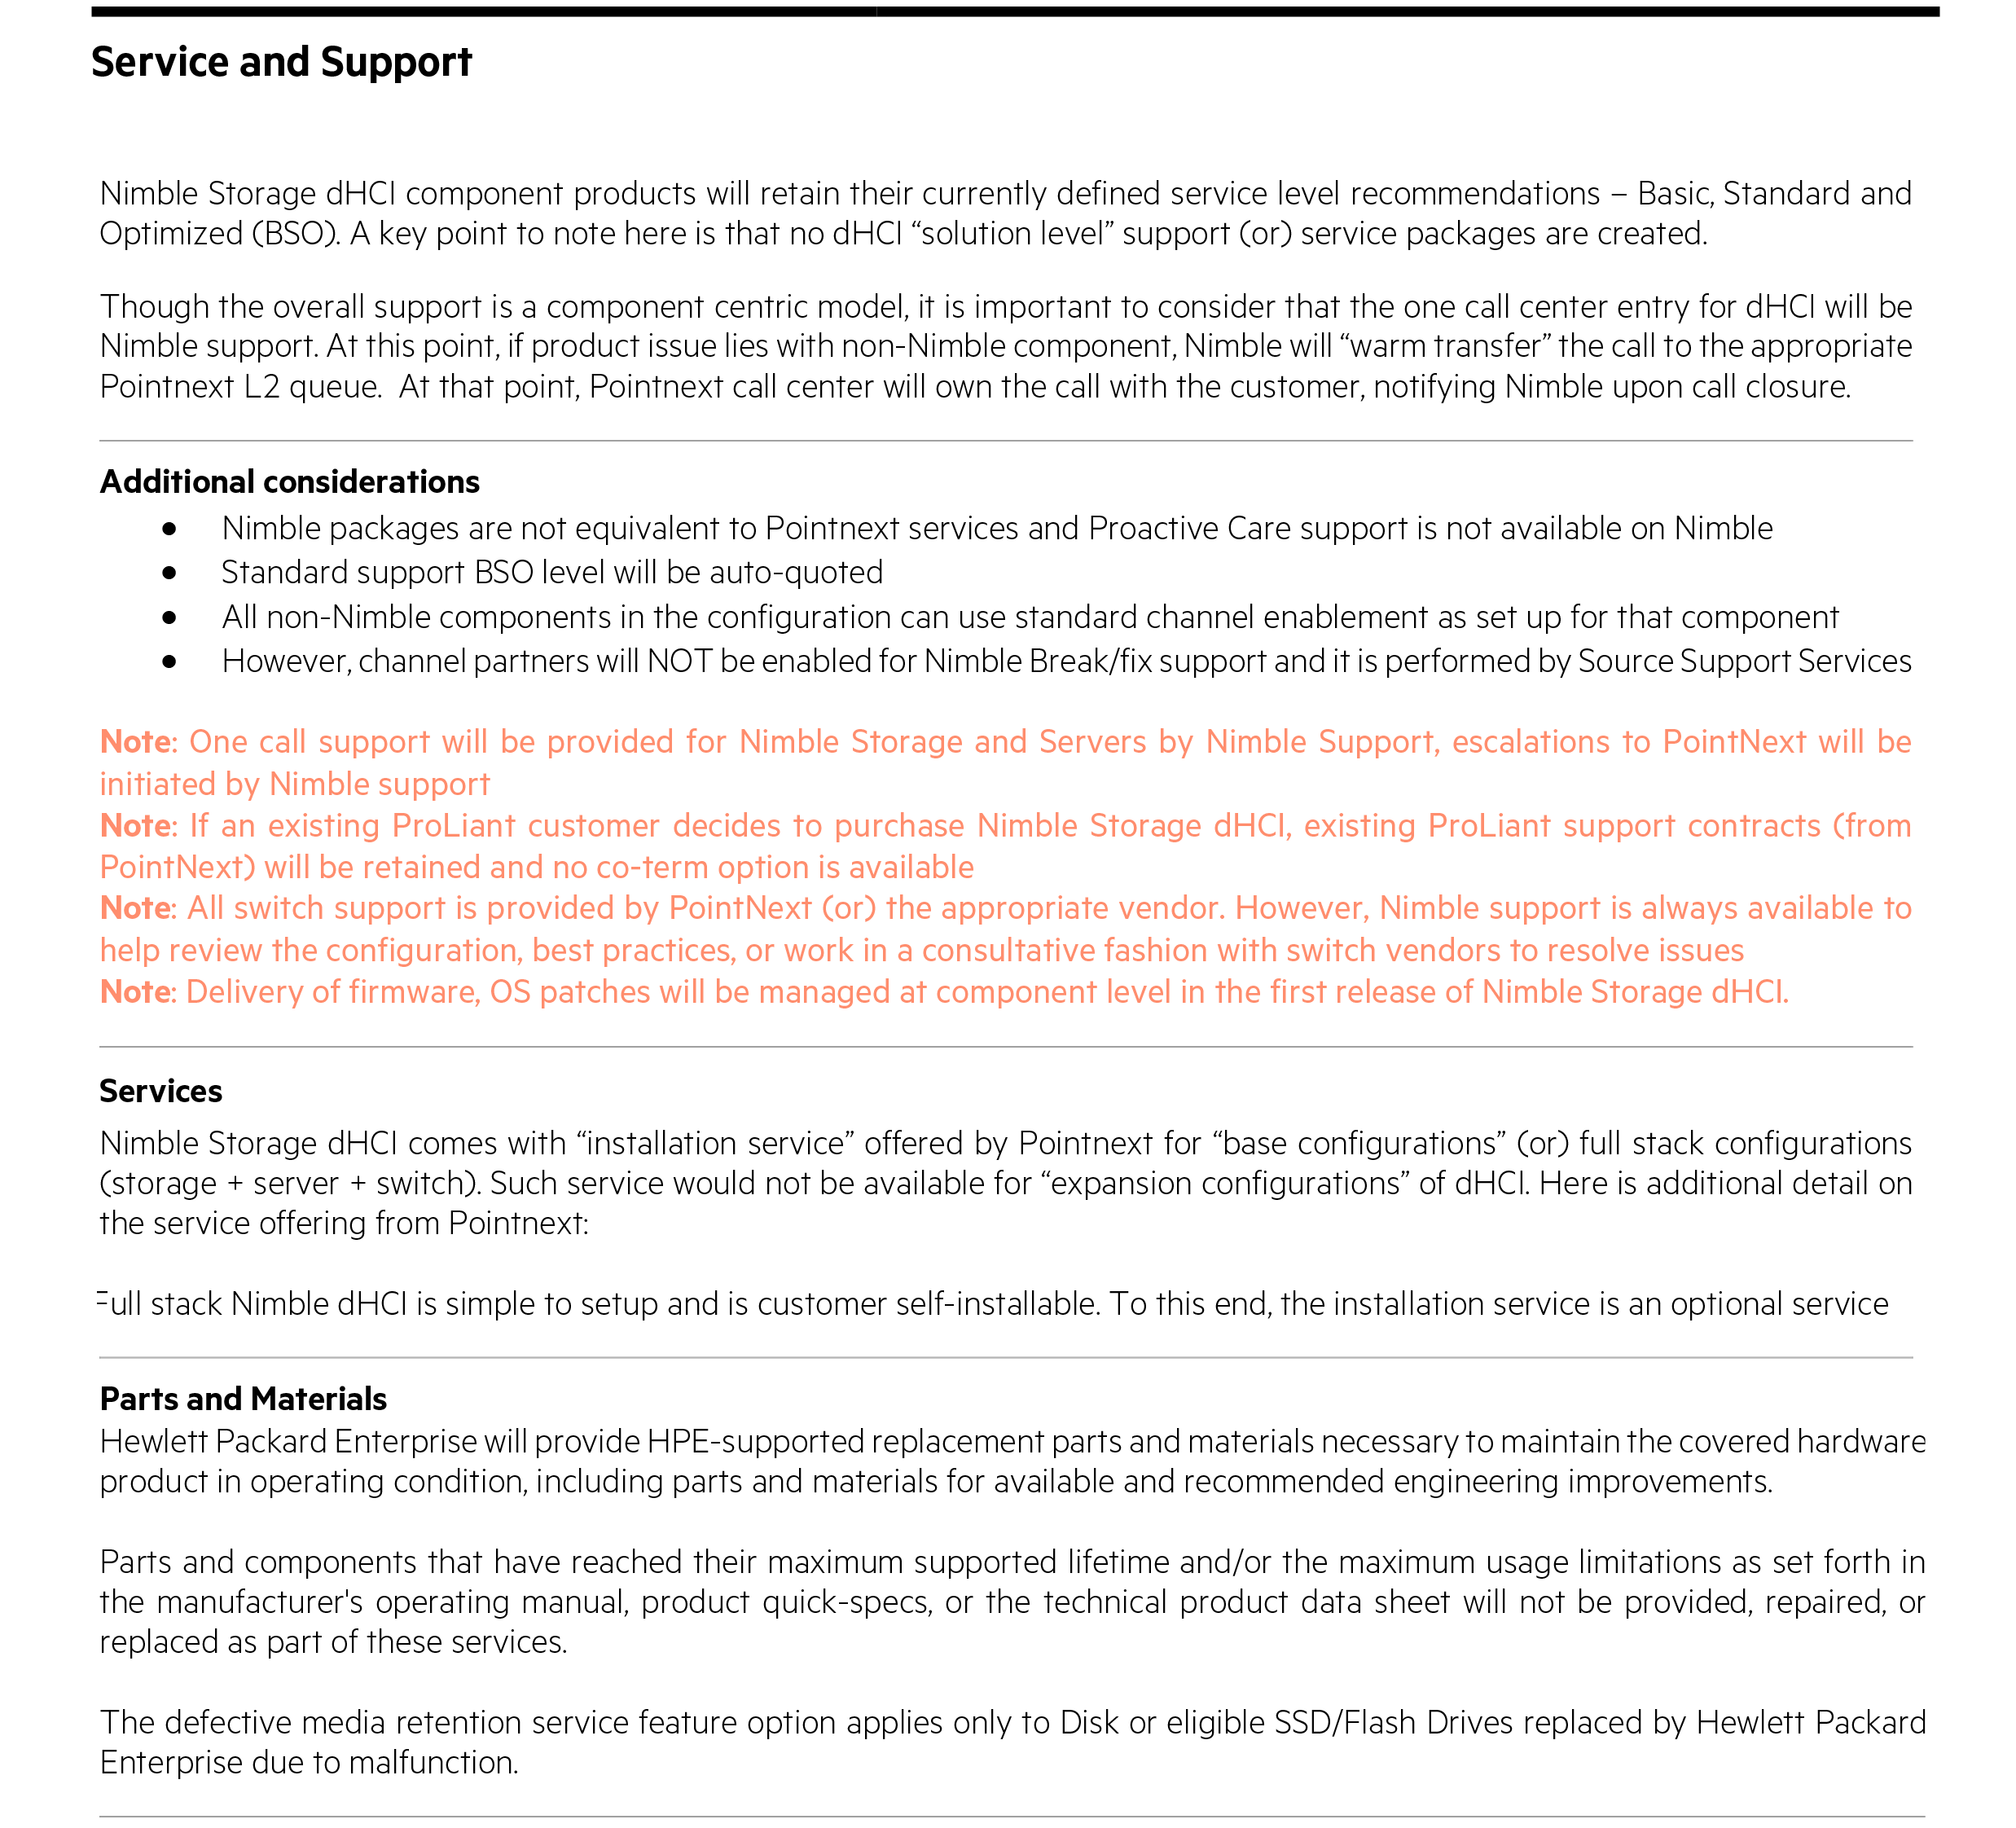 Service and Support
Nimble Storage dHCI component products will retain their currently defined service level recommendations – Basic, Standard and
Optimized (BSO). A key point to note here is that no dHCI “solution level” support (or) service packages are created.
Though the overall support is a component centric model, it is important to consider that the one call center entry for dHCI will be
Nimble support. At this point, if product issue lies with non-Nimble component, Nimble will “warm transfer” the call to the appropriate
Pointnext L2 queue.  At that point, Pointnext call center will own the call with the customer, notifying Nimble upon call closure.
Additional considerations
● Nimble packages are not equivalent to Pointnext services and Proactive Care support is not available on Nimble
● Standard support BSO level will be auto-quoted
● All non-Nimble components in the configuration can use standard channel enablement as set up for that component
● However, channel partners will NOT be enabled for Nimble Break/fix support and it is performed by Source Support Services
Note: One call support will be provided for Nimble Storage and Servers by Nimble Support, escalations to PointNext will be
initiated by Nimble support
Note: If an existing ProLiant customer decides to purchase Nimble Storage dHCI, existing ProLiant support contracts (from
PointNext) will be retained and no co-term option is available
Note: All switch support is provided by PointNext (or) the appropriate vendor. However, Nimble support is always available to
help review the configuration, best practices, or work in a consultative fashion with switch vendors to resolve issues
Note: Delivery of firmware, OS patches will be managed at component level in the first release of Nimble Storage dHCI.
Services
Nimble Storage dHCI comes with “installation service” offered by Pointnext for “base configurations” (or) full stack configurations
(storage + server + switch). Such service would not be available for “expansion configurations” of dHCI. Here is additional detail on
the service offering from Pointnext:
Full stack Nimble dHCI is simple to setup and is customer self-installable. To this end, the installation service is an optional service
Parts and Materials
Hewlett Packard Enterprise will provide HPE-supported replacement parts and materials necessary to maintain the covered hardware
product in operating condition, including parts and materials for available and recommended engineering improvements.
Parts and components that have reached their maximum supported lifetime and/or the maximum usage limitations as set forth in
the manufacturer's operating manual, product quick-specs, or the technical product data sheet will not be provided, repaired, or
replaced as part of these services.
The defective media retention service feature option applies only to Disk or eligible SSD/Flash Drives replaced by Hewlett Packard
Enterprise due to malfunction.